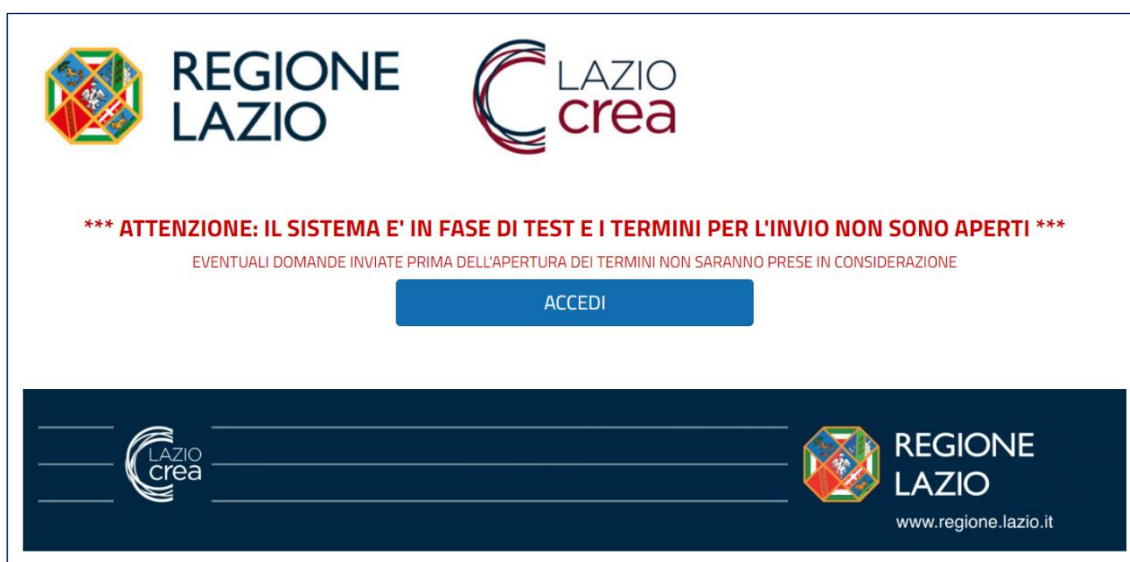 REGIONE
LAZIO
LAZIO
crea
*** ATTENZIONE: IL SISTEMA E' IN FASE DI TEST E I TERMINI PER L'INVIO NON SONO APERTI ***
EVENTUALI DOMANDE INVIATE PRIMA DELL'APERTURA DEI TERMINI NON SARANNO PRESE IN CONSIDERAZIONE
ACCEDI
LAZIO
crea
REGIONE
LAZIO
www.regione.lazio.it